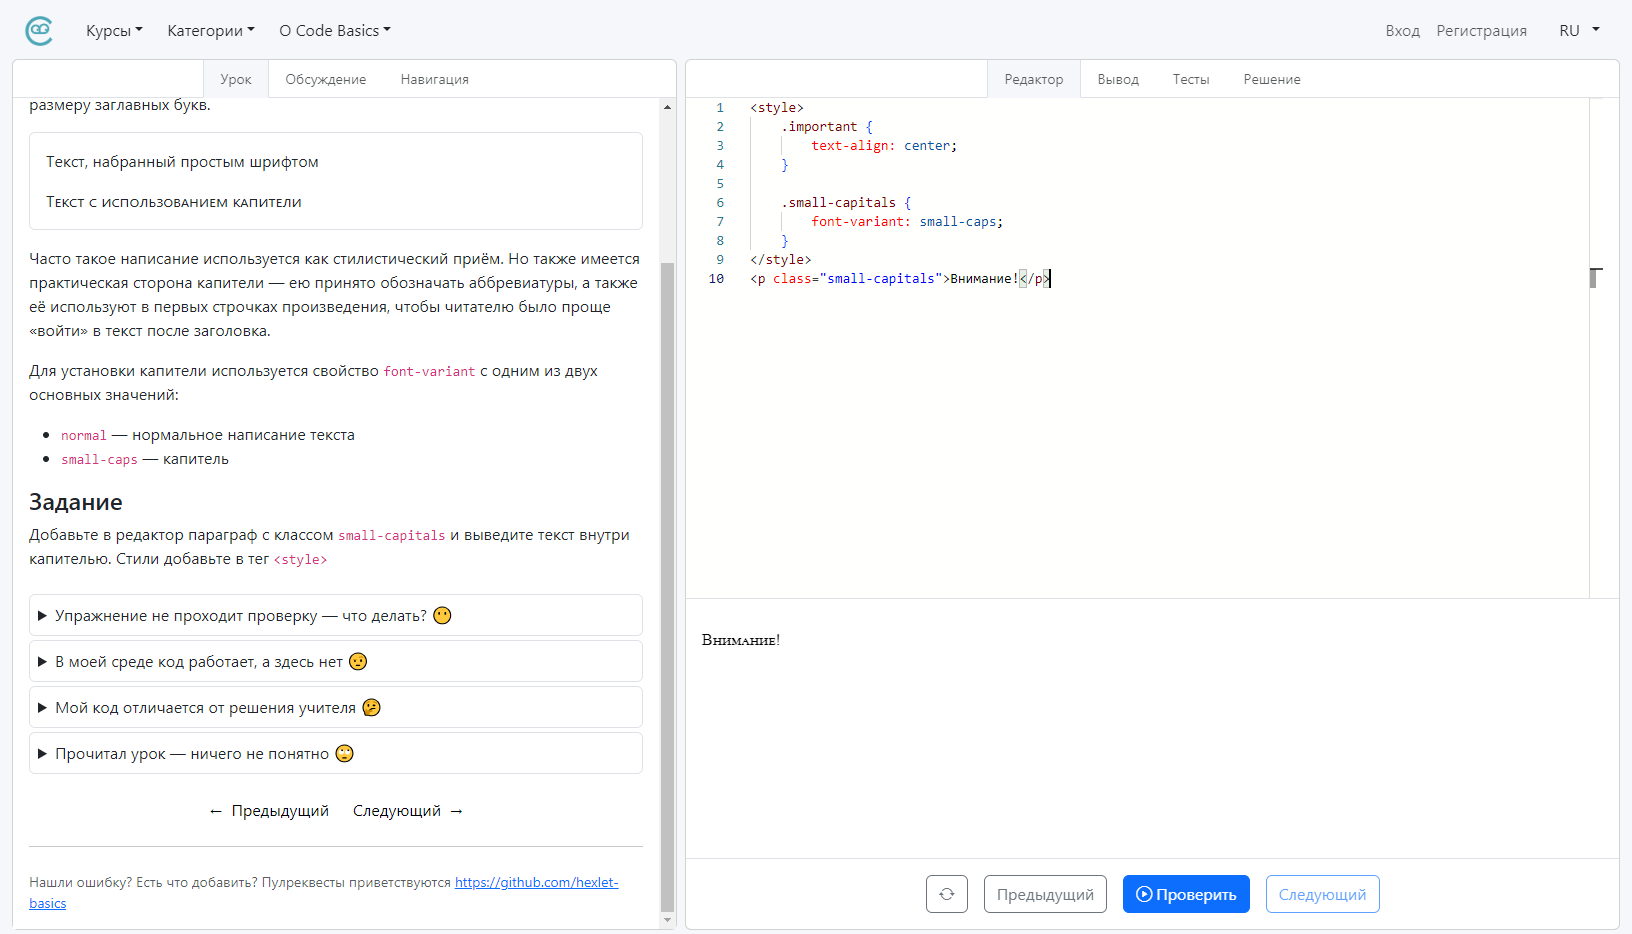 Курсы
Категории
О Code Basics
Вход
Регистрация
RU
Урок
Обсуждение
Навигация
размеру заглавных букв.
Текст, набранный простым шрифтом
Текст с использованием капители
Часто такое написание используется как стилистический приём. Но также имеется
практическая сторона капители — ею принято обозначать аббревиатуры, а также
её используют в первых строчках произведения, чтобы читателю было проще
«войти» в текст после заголовка.
Для установки капители используется свойство font-variant с одним из двух
основных значений:
normal — нормальное написание текста
small-caps — капитель
Задание
Добавьте в редактор параграф с классом small-capitals и выведите текст внутри
капителью. Стили добавьте в тег <style>
Упражнение не проходит проверку — что делать? 😶
В моей среде код работает, а здесь нет 🤨
Мой код отличается от решения учителя 🤔
Прочитал урок — ничего не понятно 🙄
← Предыдущий Следующий →
Нашли ошибку? Есть что добавить? Пулреквесты приветствуются https://github.com/hexlet-
basics
Редактор
Вывод
Тесты
Решение
1 <style>
2 .important {
3 text-align: center;
4 }
5
6 .small-capitals {
7 font-variant: small-caps;
8 }
9 </style>
10 <p class="small-capitals">Внимание!</p>
Внимание!
Предыдущий
Проверить
Следующий